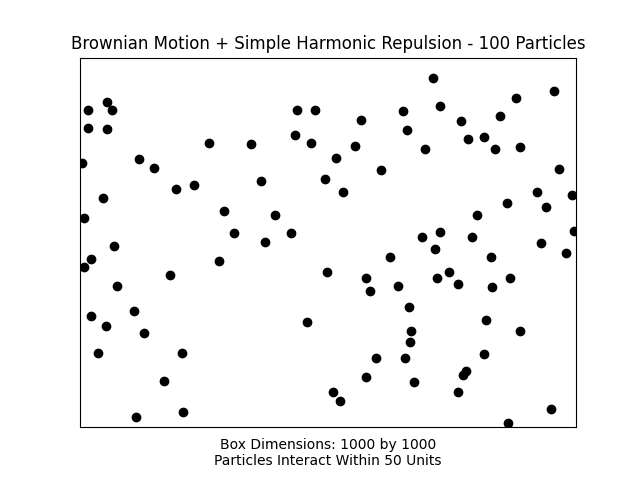 Brownian Motion + Simple Harmonic Repulsion - 100 Particles
Box Dimensions: 1000 by 1000
Particles Interact Within 50 Units